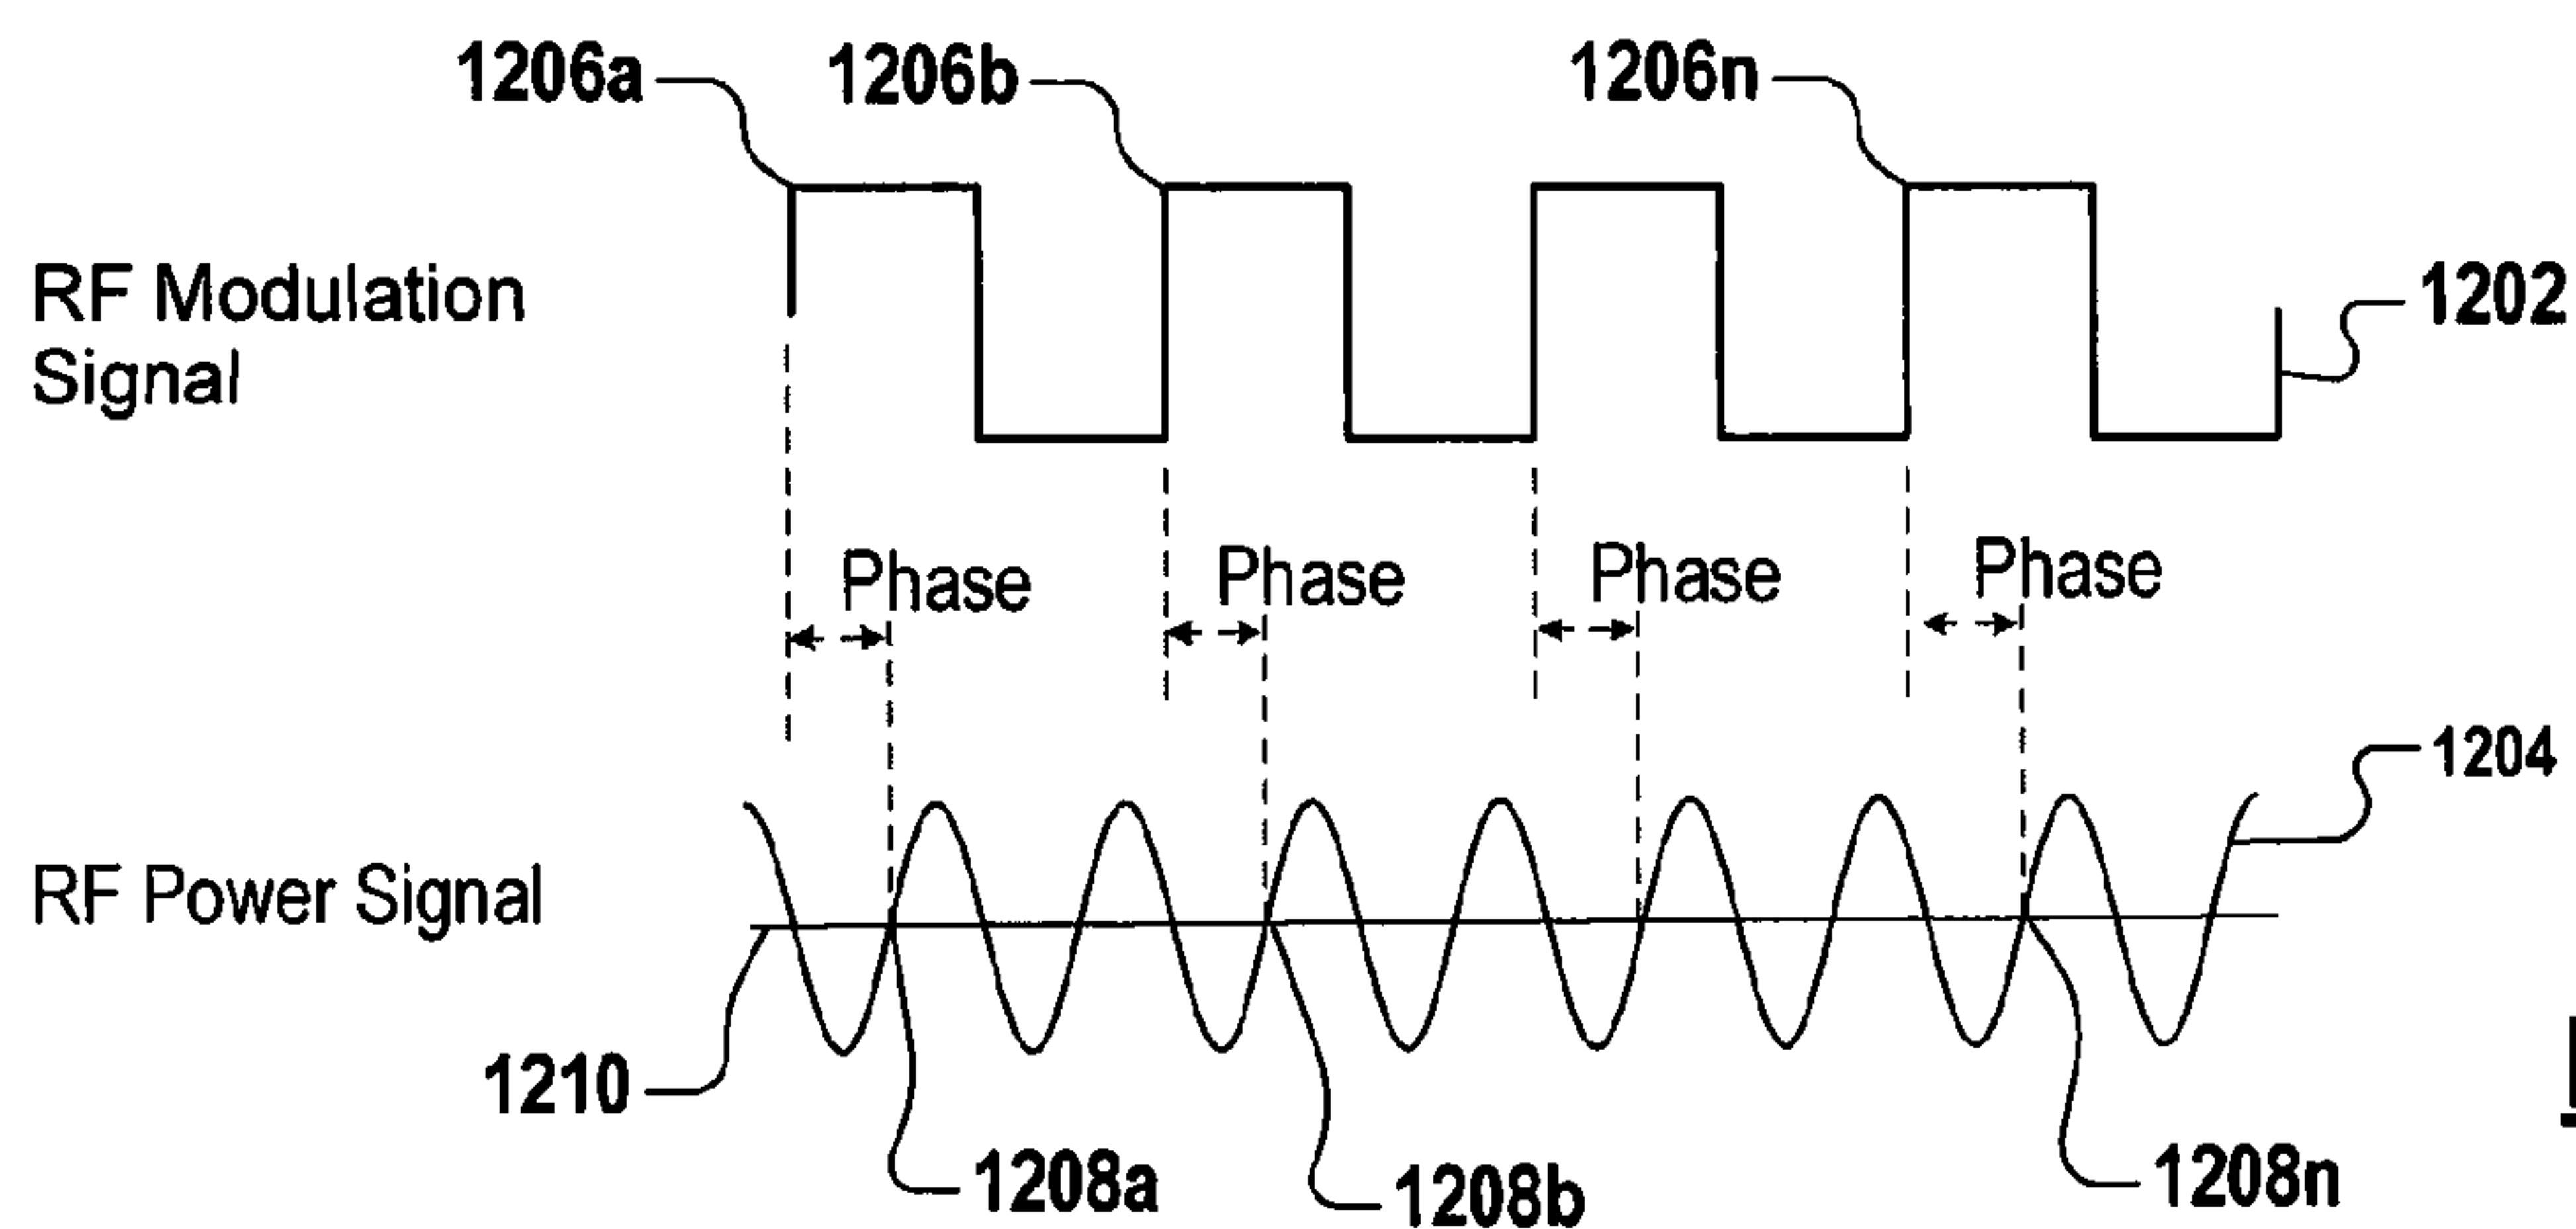 1206a
1206b
1206n
RF Modulation
Signal
1202
Phase
Phase
Phase
Phase
1204
RF Power Signal
1210
1208a
1208b
1208n